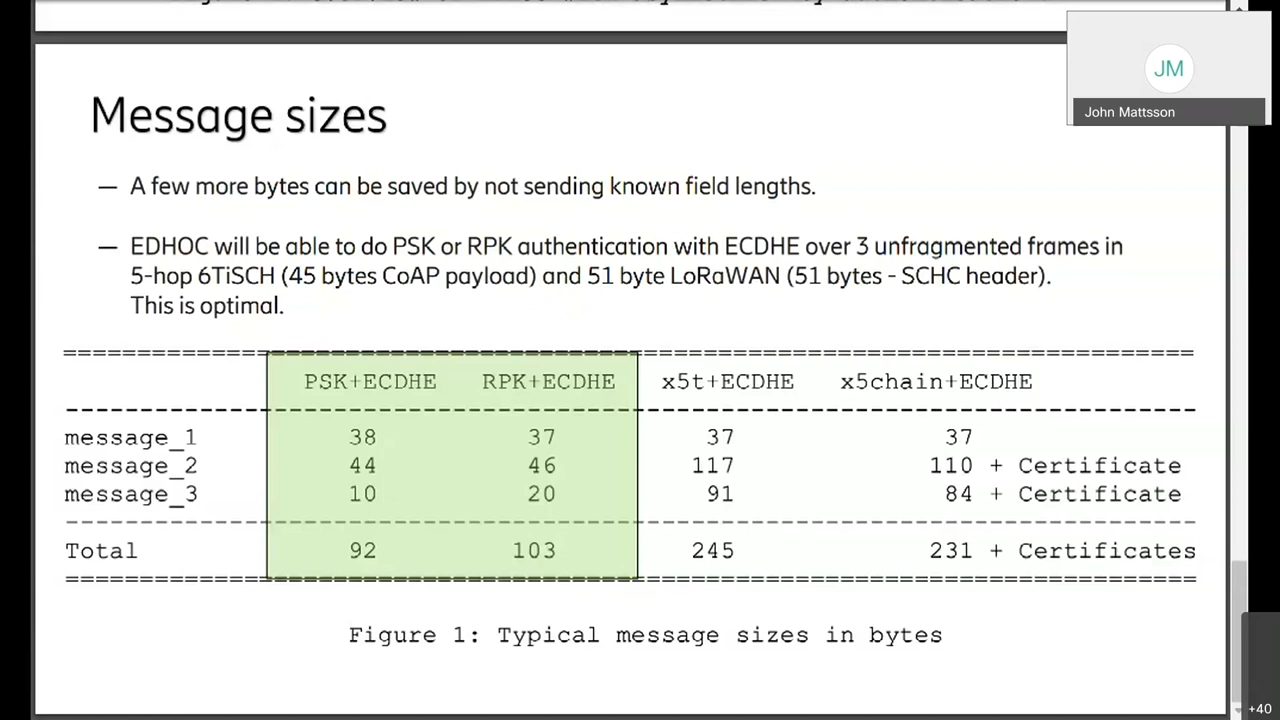 JM
John Mattsson
Message sizes
— A few more bytes can be saved by not sending known field lengths.
— EDHOC will be able to do PSK or RPK authentication with ECDHE over 3 unfragmented frames in
5-hop 6TiSCH (45 bytes CoAP payload) and 51 byte LoRaWAN (51 bytes - SCHC header).
This is optimal.
PSK+ECDHE RPK+ECDHE x5t+ECDHE x5chain+ECDHE
message_1 38 37 37 37
message_2 44 46 117 110 + Certificate
message_3 10 20 91 84 + Certificate
Total 92 103 245 231 + Certificates
Figure 1: Typical message sizes in bytes
+40